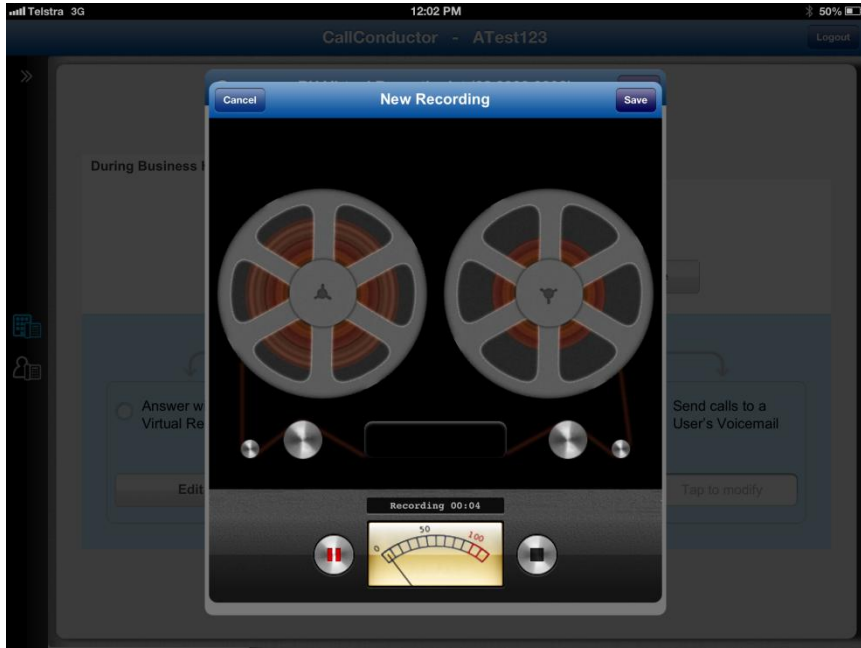 Telstra 3G 12:02 PM 50%
CallConductor - ATest123 Logout
Cancel New Recording Save
During Business
Answer
Virtual
Send calls to a
User's Voicemail
Edit
Tap to modify
Recording 00:04
0 50 100